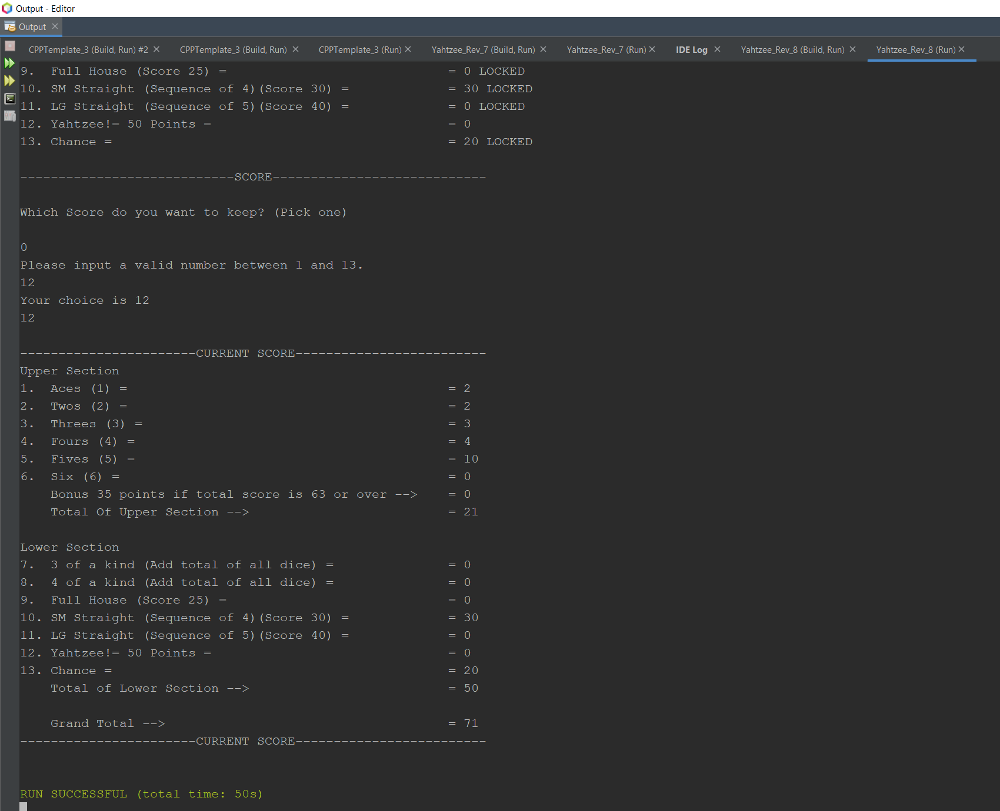 Output - Editor
Output
CPPTemplate_3 (Build, Run) #2 CPPTemplate_3 (Build, Run) CPPTemplate_3 (Run) Yahtzee_Rev_7 (Build, Run) Yahtzee_Rev_7 (Run) IDE Log Yahtzee_Rev_8 (Build, Run) Yahtzee_Rev_8 (Run)
9. Full House (Score 25) = = 0 LOCKED
10. SM Straight (Sequence of 4)(Score 30) = = 30 LOCKED
11. LG Straight (Sequence of 5)(Score 40) = = 0 LOCKED
12. Yahtzee!= 50 Points = = 0
13. Chance = = 20 LOCKED
----------------------------SCORE----------------------------
Which Score do you want to keep? (Pick one)
0
Please input a valid number between 1 and 13.
12
Your choice is 12
12
-----------------------CURRENT SCORE-------------------------
Upper Section
1. Aces (1) = = 2
2. Twos (2) = = 2
3. Threes (3) = = 3
4. Fours (4) = = 4
5. Fives (5) = = 10
6. Six (6) = = 0
Bonus 35 points if total score is 63 or over --> = 0
Total Of Upper Section --> = 21
Lower Section
7. 3 of a kind (Add total of all dice) = = 0
8. 4 of a kind (Add total of all dice) = = 0
9. Full House (Score 25) = = 0
10. SM Straight (Sequence of 4)(Score 30) = = 30
11. LG Straight (Sequence of 5)(Score 40) = = 0
12. Yahtzee!= 50 Points = = 0
13. Chance = = 20
Total of Lower Section --> = 50
Grand Total --> = 71
-----------------------CURRENT SCORE-------------------------
RUN SUCCESSFUL (total time: 50s)